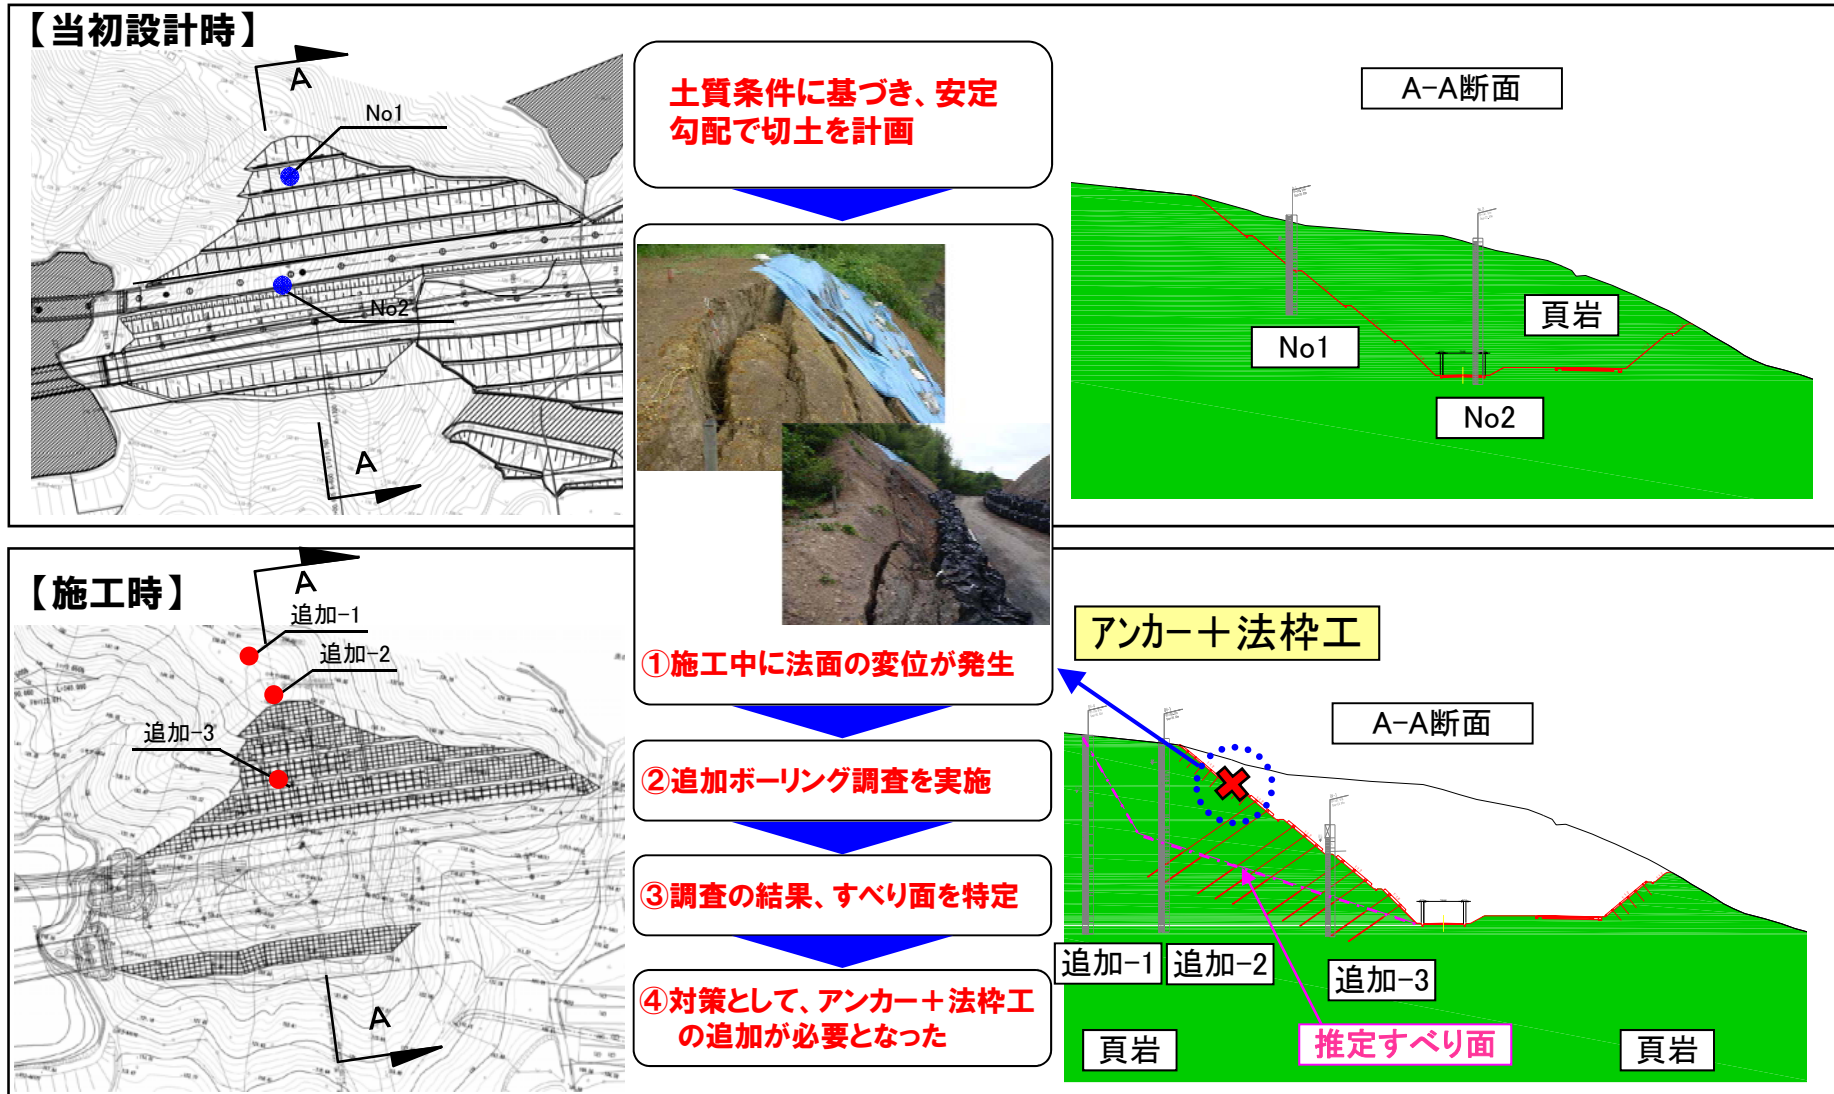 【当初設計時】
A
No1
No2
A
土質条件に基づき、安定
勾配で切土を計画
①施工中に法面の変位が発生
②追加ボーリング調査を実施
③調査の結果、すべり面を特定
④対策として、アンカー＋法枠工
の追加が必要となった
A-A断面
No1
頁岩
No2
【施工時】
A
追加-1
追加-2
追加-3
A
アンカー＋法枠工
A-A断面
追加-1
追加-2
追加-3
頁岩
推定すべり面
頁岩